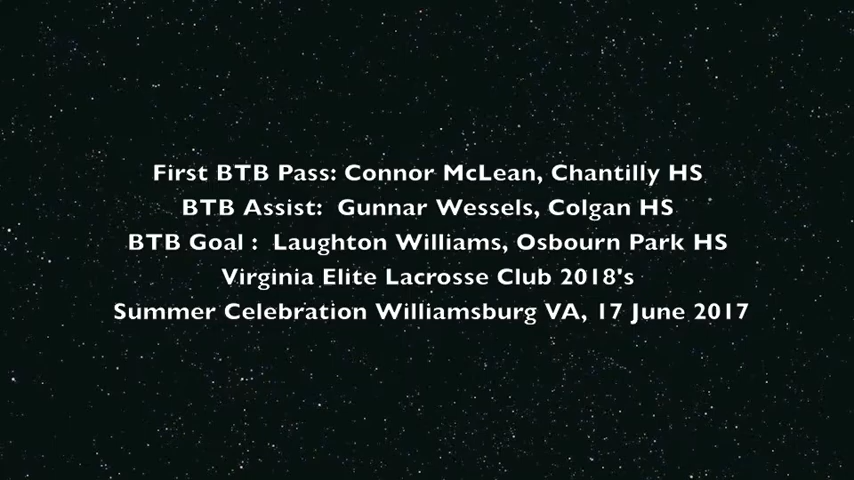 First BTB Pass: Connor McLean, Chantilly HS
BTB Assist:  Gunnar Wessels, Colgan HS
BTB Goal :  Laughton Williams, Osbourn Park HS
Virginia Elite Lacrosse Club 2018's
Summer Celebration Williamsburg VA, 17 June 2017